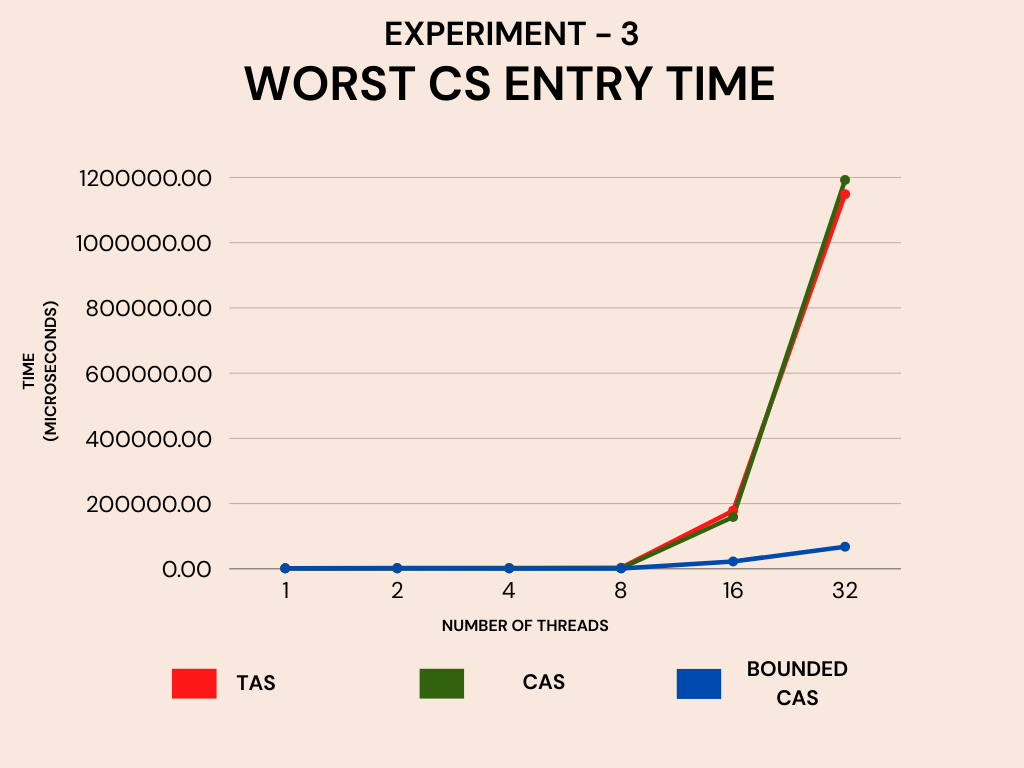 EXPERIMENT – 3
WORST CS ENTRY TIME
1200000.00
1000000.00
800000.00
600000.00
400000.00
200000.00
0.00
TIME
(MICROSECONDS)
1 2 4 8 16 32
NUMBER OF THREADS
TAS
CAS
BOUNDED
CAS